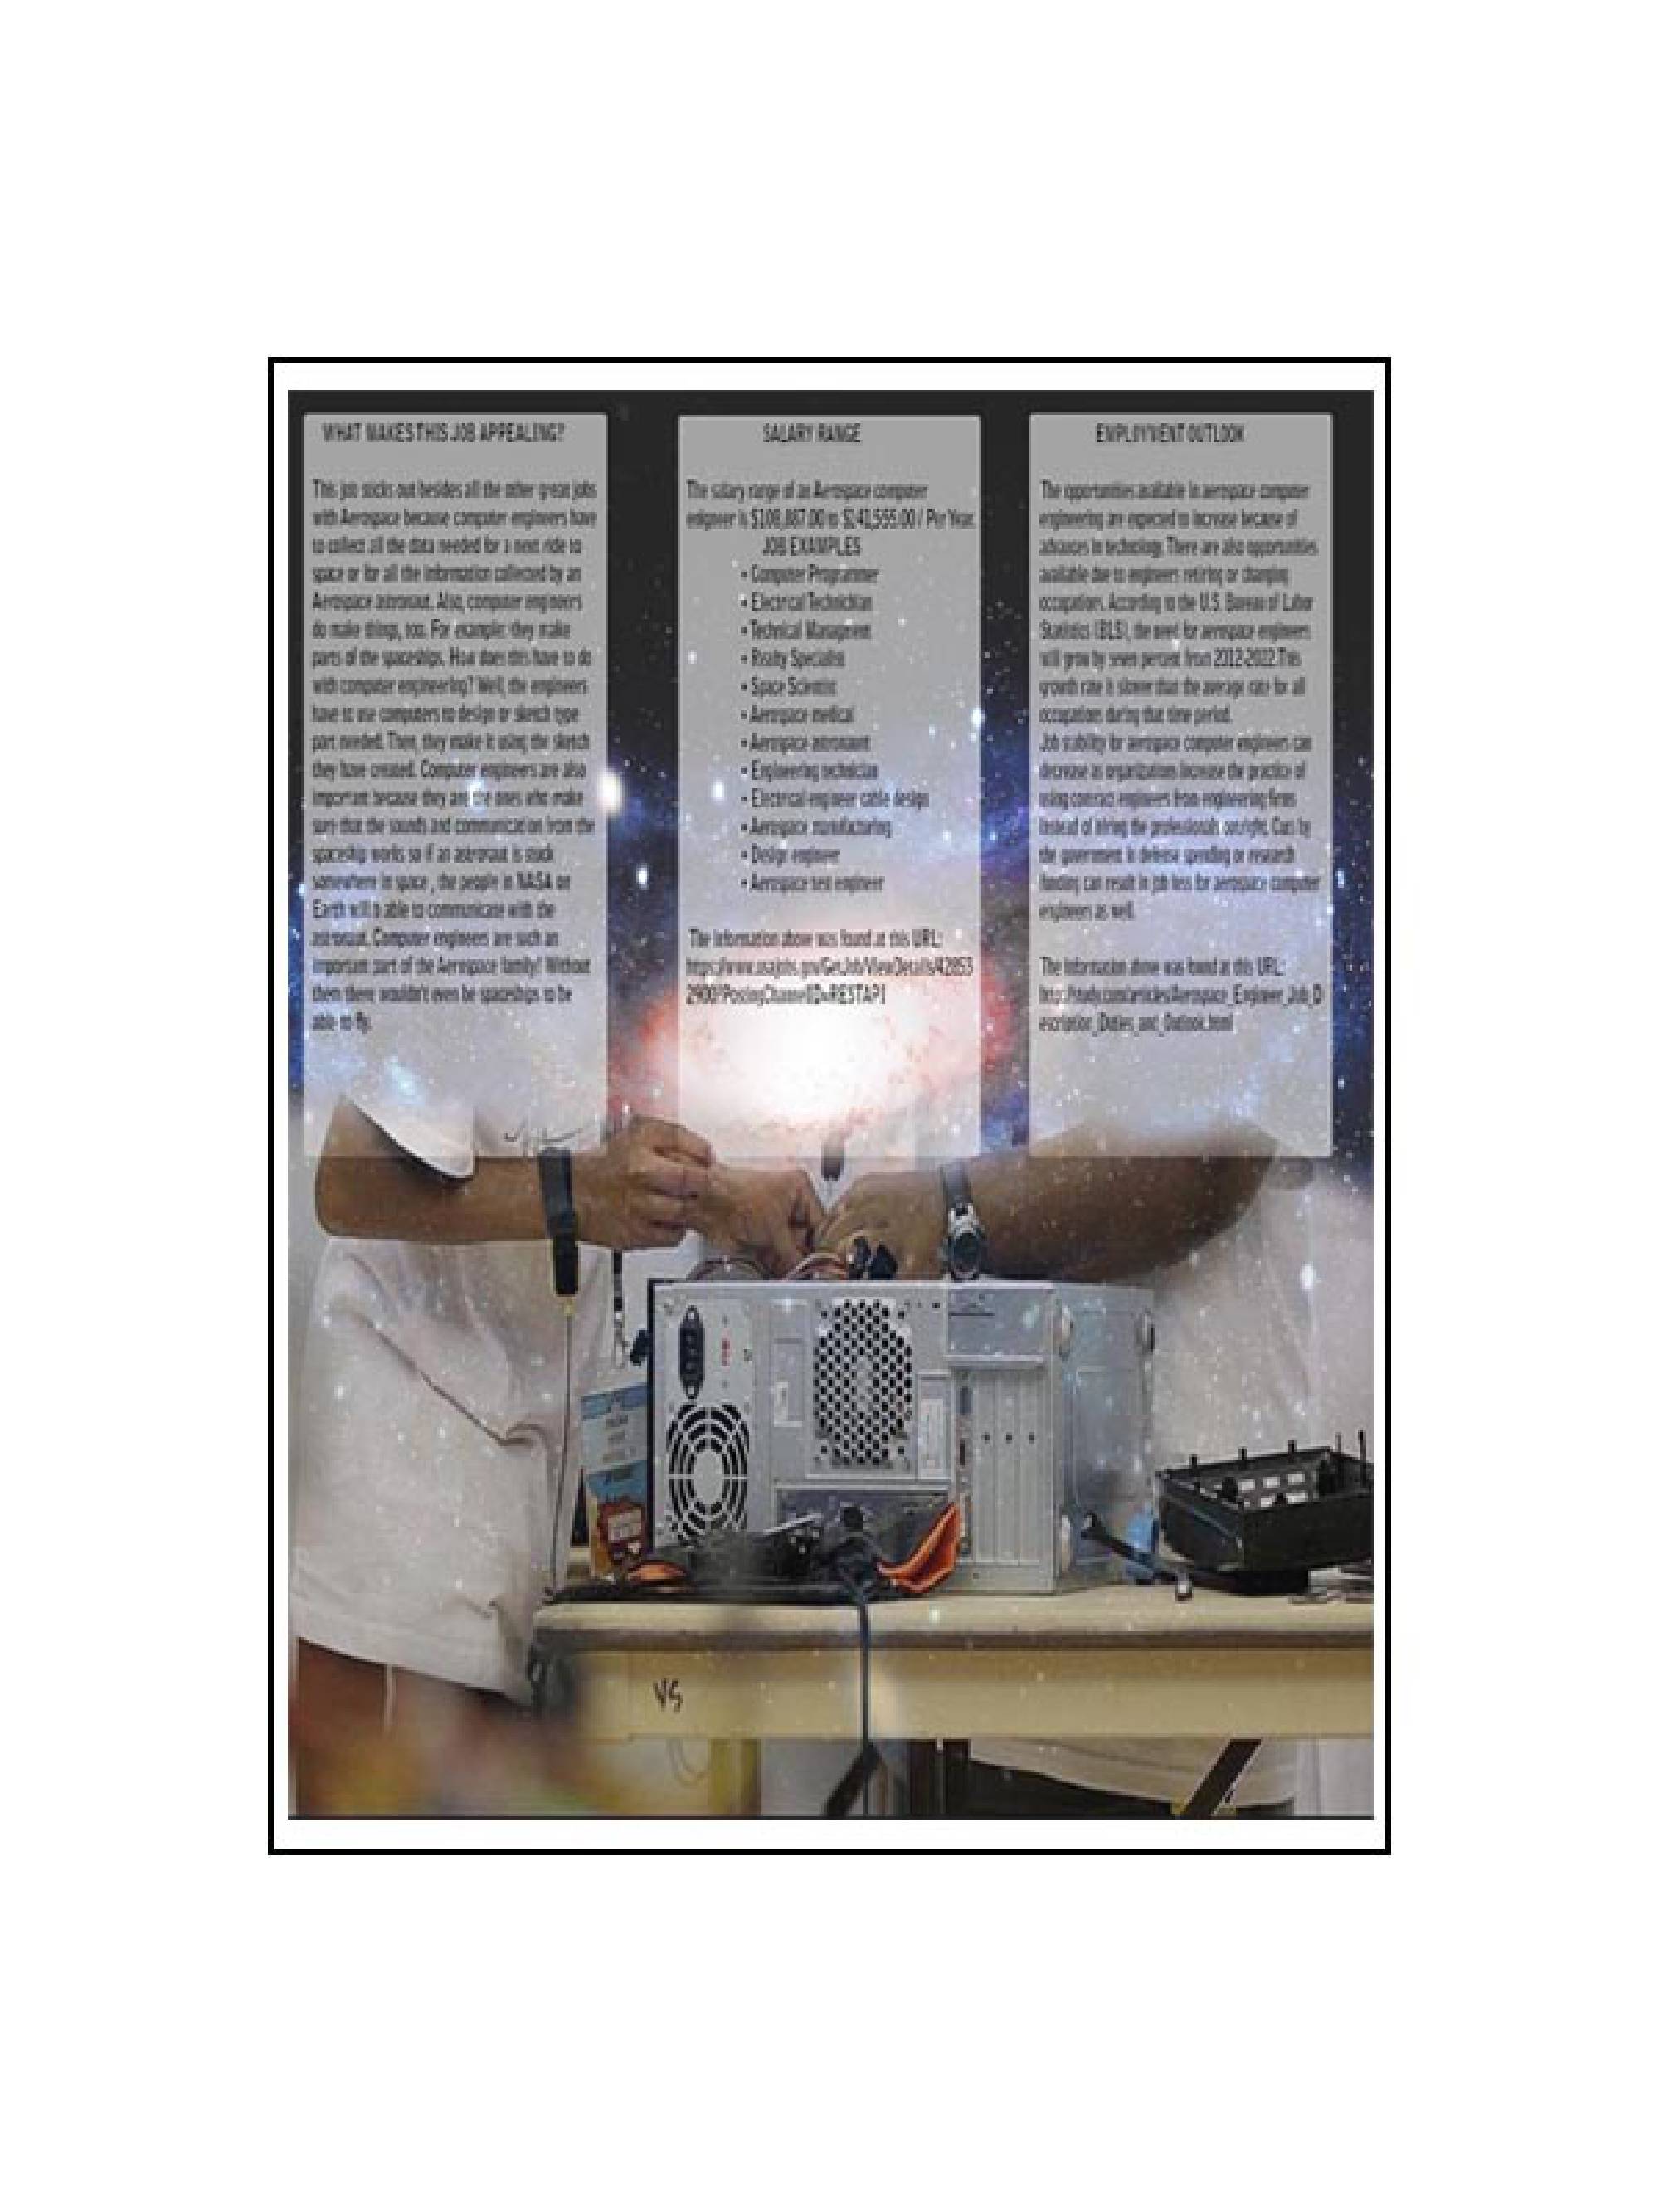 WHAT MAKES THIS JOB APPEALING?
This job sticks out besides all the other great jobs
with Aerospace because computer engineers have
to collect all the data needed for a next ride to
space or for all the information collected by an
Aerospace astronaut. Also, computer engineers
do make things, too. For example: they make
parts of the spaceships. How does this have to do
with computer engineering? Well, the engineers
have to use computers to design or sketch type
part needed. Then, they make it using the sketch
they have created. Computer engineers are also
important because they are the ones who make
sure that the sounds and communication from the
spaceship works so if an astronaut is stuck
somewhere in space , the people in NASA on
Earth will b able to communicate with the
astronaut. Computer engineers are such an
important part of the Aerospace family! Without
them there wouldn't even be spaceships to be
able to fly.
SALARY RANGE
The salary range of an Aerospace computer
enigneer is $108,887.00 to $141,555.00 / Per Year.
JOB EXAMPLES
• Computer Programmer
• Electrical Technichian
• Technical Managment
• Realty Specialist
• Space Scientist
• Aerospace medical
• Aerospace astronaunt
• Engineering technician
• Electrical engineer cable design
• Aerospace manufacturing
• Design engineer
• Aerospace test engineer
The Information above was found at this URL:
https://www.usajobs.gov/GetJob/ViewDetails/42853
2900?PostingChannelID=RESTAPI
EMPLOYMENT OUTLOOK
The opportunities available in aerospace computer
engineering are expected to increase because of
advances in technology. There are also opportunities
available due to engineers retiring or changing
occupations. According to the U.S. Bureau of Labor
Statistics (BLS), the need for aerospace engineers
will grow by seven percent from 2012-2022.This
growth rate is slower than the average rate for all
occupations during that time period.
Job stability for aerospace computer engineers can
decrease as organizations increase the practice of
using contract engineers from engineering firms
instead of hiring the professionals outright. Cuts by
the government in defense spending or research
funding can result in job loss for aerospace computer
engineers as well.
The Information above was found at this URL:
http://study.com/articles/Aerospace_Engineer_Job_D
escription_Duties_and_Outlook.html
VS